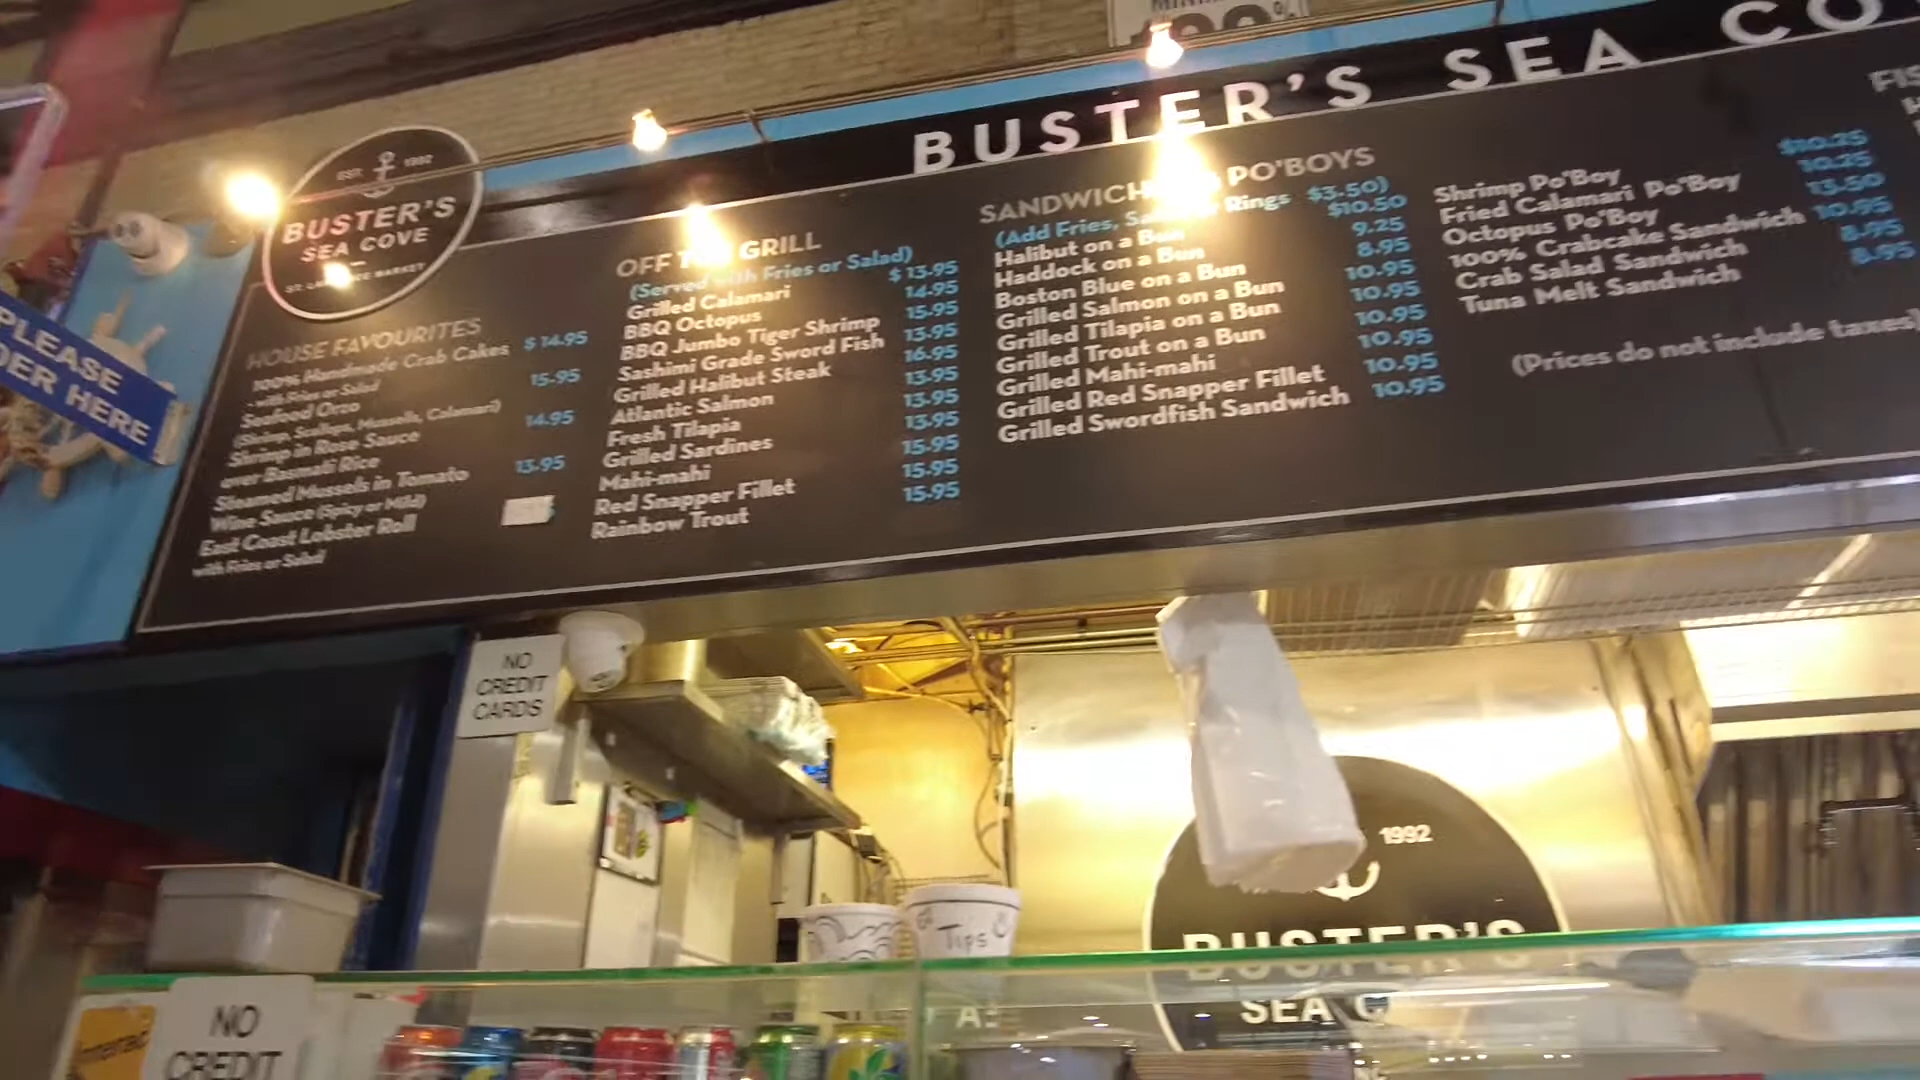 EST. 1992
BUSTER'S
SEA COVE
BUSTER'S SEA CO
PLEASE
DER HERE
HOUSE FAVOURITES
100% Handmade Crab Cakes $14.95
- with Fries or Salad
Seafood Orzo 15.95
(Shrimp, Scallops, Mussels, Calamari)
Shrimp in Rose Sauce 14.95
over Basmati Rice
Steamed Mussels in Tomato 13.95
Wine Sauce (Spicy or Mild)
East Coast Lobster Roll
with Fries or Salad
OFF GRILL
(Served with Fries or Salad)
Grilled Calamari $13.95
BBQ Octopus 14.95
BBQ Jumbo Tiger Shrimp 15.95
Sashimi Grade Sword Fish 13.95
Grilled Halibut Steak 16.95
Atlantic Salmon 13.95
Fresh Tilapia 13.95
Grilled Sardines 13.95
Mahi-mahi 15.95
Red Snapper Fillet 15.95
Rainbow Trout 15.95
SANDWICH PO'BOYS
(Add Fries, Rings $3.50)
Halibut on a Bun $10.50
Haddock on a Bun 9.25
Boston Blue on a Bun 8.95
Grilled Salmon on a Bun 10.95
Grilled Tilapia on a Bun 10.95
Grilled Trout on a Bun 10.95
Grilled Mahi-mahi 10.95
Grilled Red Snapper Fillet 10.95
Grilled Swordfish Sandwich 10.95
Shrimp Po'Boy $10.25
Fried Calamari Po'Boy 10.25
Octopus Po'Boy 13.50
100% Crabcake Sandwich 10.95
Crab Salad Sandwich 8.95
Tuna Melt Sandwich 8.95
(Prices do not include taxes)
FIS
NO
CREDIT
CARDS
Tips
1992
BUSTER'S
SEA C
NO
CREDIT